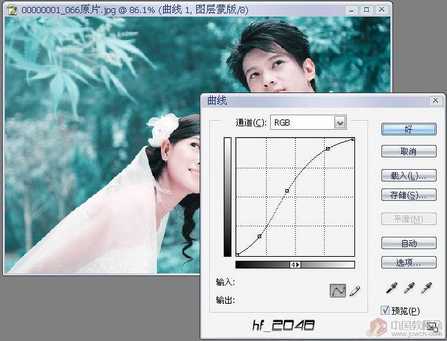 00000001_066原片.jpg @ 86.1% (曲线 1, 图层蒙版/8)
曲线
通道(C): RGB
好
取消
载入(L)...
存储(S)...
平滑(M)
自动
选项...
输入:
输出:
预览(P)
hf_2048
中国教程网
www.jcwcn.com